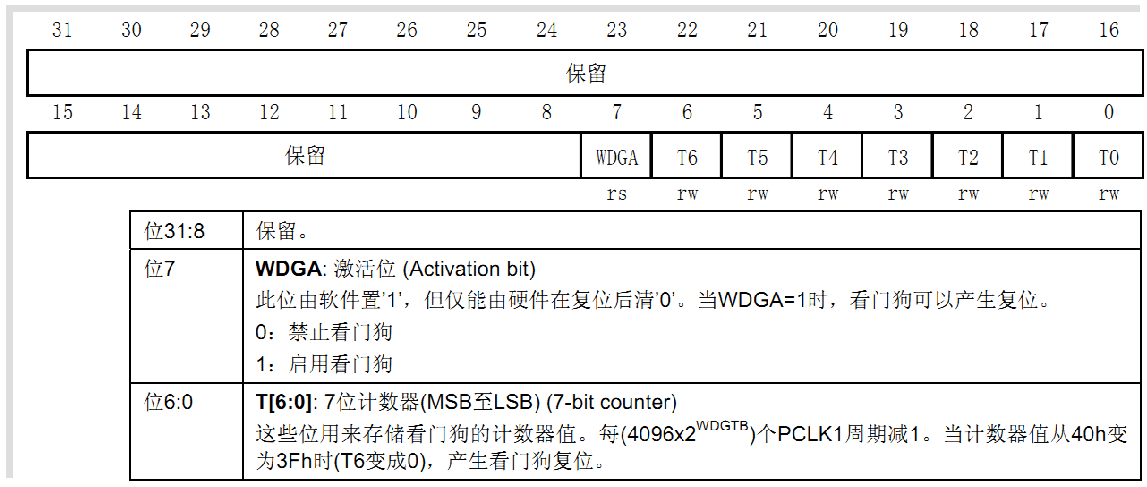 31 30 29 28 27 26 25 24 23 22 21 20 19 18 17 16
保留
15 14 13 12 11 10 9 8 7 6 5 4 3 2 1 0
保留 WDGA T6 T5 T4 T3 T2 T1 T0
rs rw rw rw rw rw rw rw
位31:8 保留。
位7 WDGA: 激活位 (Activation bit)
此位由软件置’1’，但仅能由硬件在复位后清’0’。当WDGA=1时，看门狗可以产生复位。
0：禁止看门狗
1：启用看门狗
位6:0 T[6:0]: 7位计数器(MSB至LSB) (7-bit counter)
这些位用来存储看门狗的计数器值。每(4096x2WDGTB)个PCLK1周期减1。当计数器值从40h变
为3Fh时(T6变成0)，产生看门狗复位。